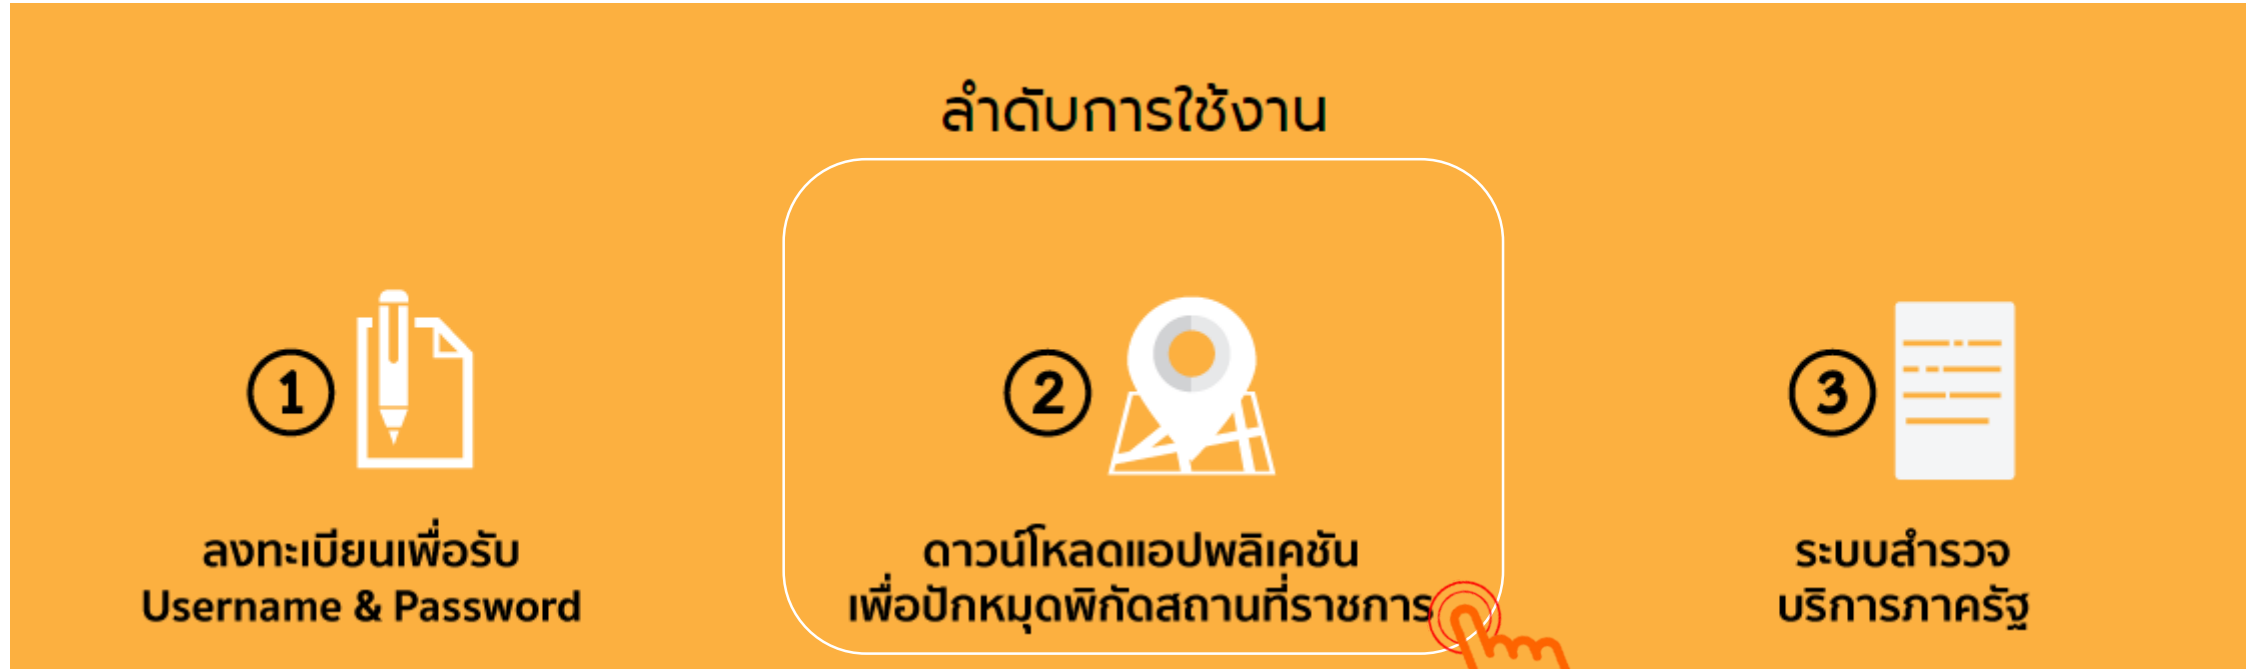 ลำดับการใช้งาน
1
ลงทะเบียนเพื่อรับ
Username & Password
2
ดาวน์โหลดแอปพลิเคชัน
เพื่อปักหมุดพิกัดสถานที่ราชการ
3
ระบบสำรวจ
บริการภาครัฐ